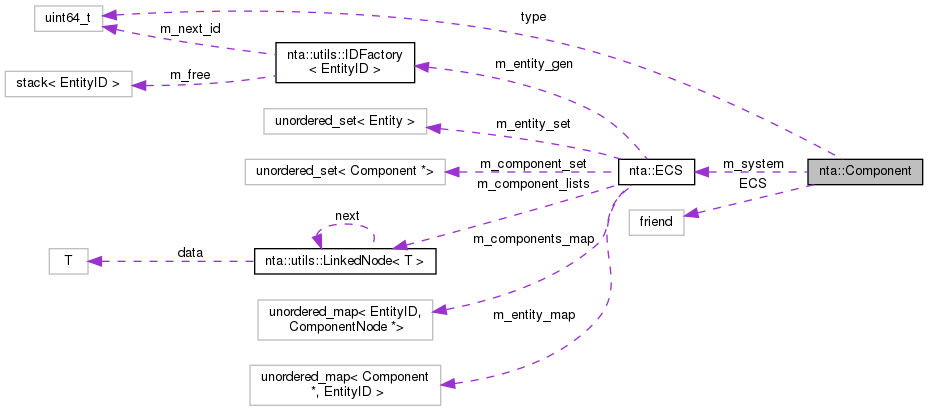 type
uint64_t
m_next_id
nta::utils::IDFactory
< EntityID >
m_entity_gen
m_free
stack< EntityID >
unordered_set< Entity >
m_entity_set
unordered_set< Component *>
m_component_set
nta::ECS
m_system
nta::Component
ECS
m_component_lists
friend
next
m_components_map
data
T
nta::utils::LinkedNode< T >
unordered_map< EntityID,
ComponentNode *>
m_entity_map
unordered_map< Component
*, EntityID >